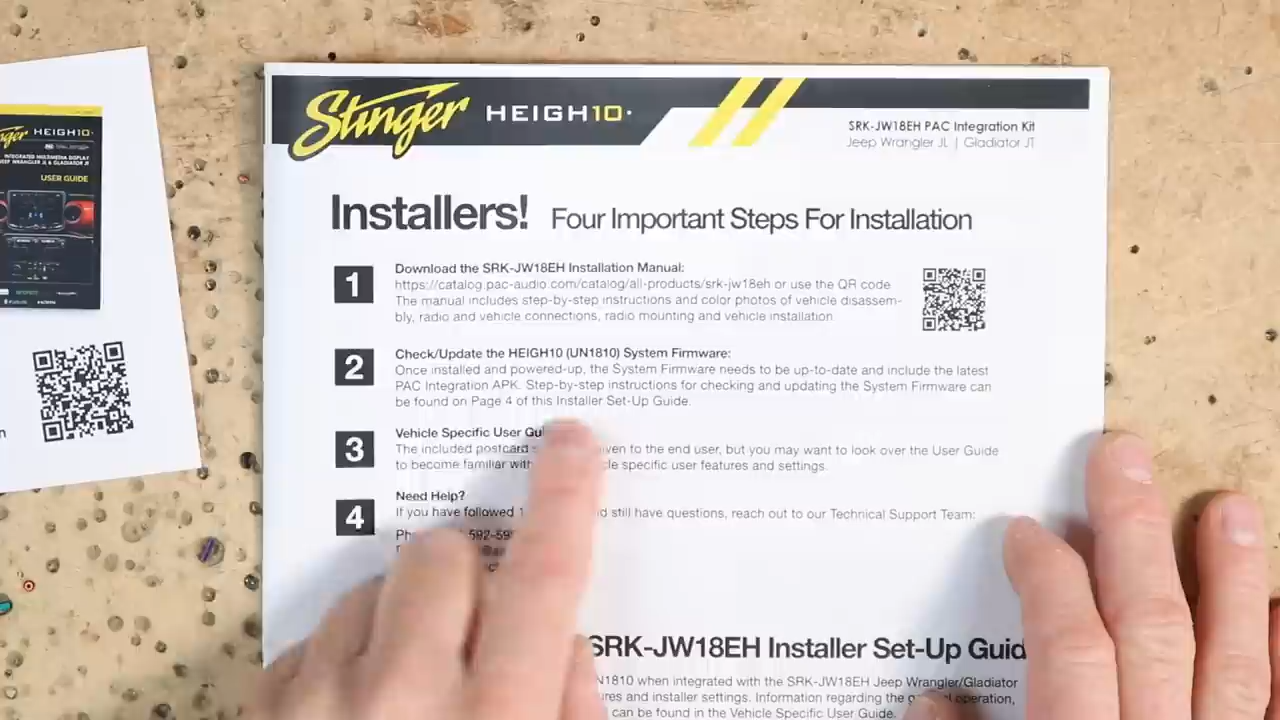 Stinger HEIGH10
SRK-JW18EH PAC Integration Kit
Jeep Wrangler JL | Gladiator JT
Installers! Four Important Steps For Installation
1
Download the SRK-JW18EH Installation Manual:
https://catalog.pac-audio.com/catalog/all-products/srk-jw18eh or use the QR code
The manual includes step-by-step instructions and color photos of vehicle disassem-
bly, radio and vehicle connections, radio mounting and vehicle installation.
2
Check/Update the HEIGH10 (UN1810) System Firmware:
Once installed and powered-up, the System Firmware needs to be up-to-date and include the latest
PAC Integration APK. Step-by-step instructions for checking and updating the System Firmware can
be found on Page 4 of this Installer Set-Up Guide.
3
Vehicle Specific User
The included postcard to the end user, but you may want to look over the User Guide
to become familiar specific user features and settings.
4
Need Help?
If you have followed still have questions, reach out to our Technical Support Team:
SRK-JW18EH Installer Set-Up
when integrated with the SRK-JW18EH Jeep Wrangler/Gladiator
and installer settings. Information regarding the operation,
can be found in the Vehicle Specific User Guide.
HEIGH10
INTEGRATED MULTIMEDIA DISPLAY
JEEP WRANGLER JL & GLADIATOR JT
USER GUIDE